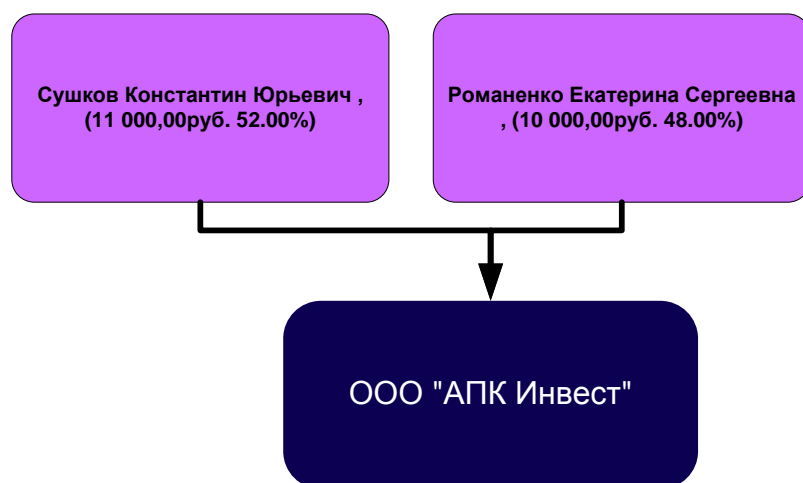 Сушков Константин Юрьевич ,
(11 000,00руб. 52.00%)
Романенко Екатерина Сергеевна
, (10 000,00руб. 48.00%)
ООО "АПК Инвест"